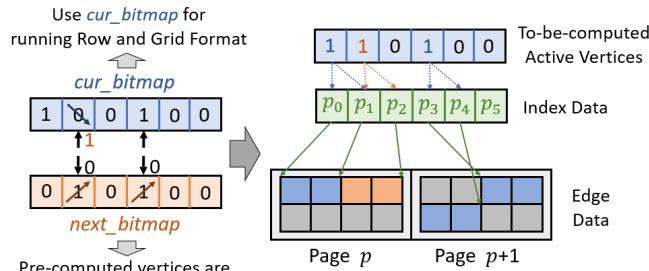 Use cur_bitmap for
running Row and Grid Format
cur_bitmap
1 0 0 1 0 0
1
0 0
0 1 0 1 0 0
next_bitmap
Pre-computed vertices are
1 1 0 1 0 0
To-be-computed
Active Vertices
p0 p1 p2 p3 p4 p5
Index Data
Edge
Data
Page p
Page p+1